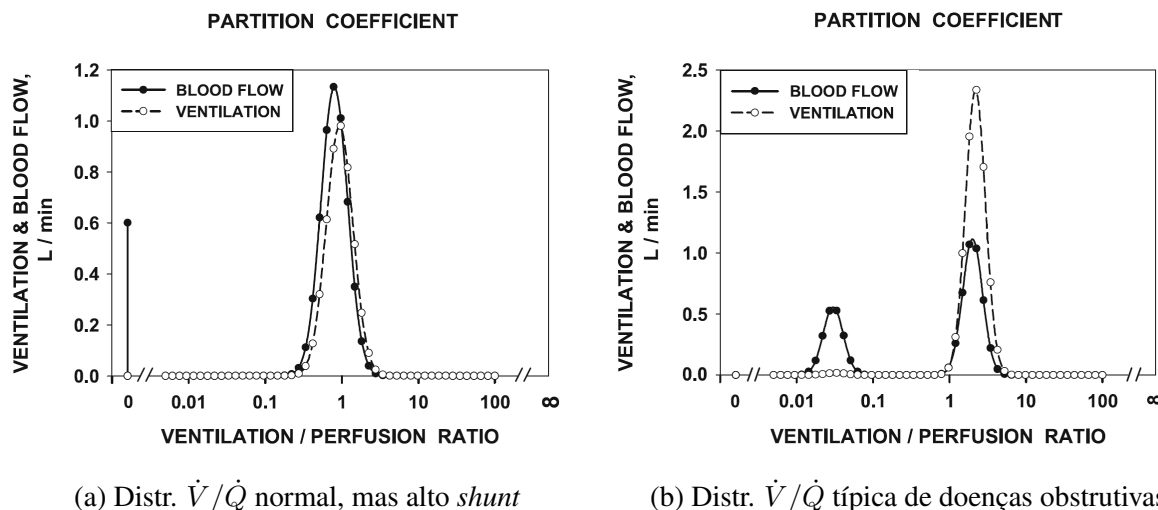 PARTITION COEFFICIENT
VENTILATION & BLOOD FLOW,
L / min
1.2
1.0
0.8
0.6
0.4
0.2
0.0
BLOOD FLOW
VENTILATION
0
0.01
0.1
1
10
100
∞
VENTILATION / PERFUSION RATIO
(a) Distr. V̇/Q̇ normal, mas alto shunt
PARTITION COEFFICIENT
VENTILATION & BLOOD FLOW,
L / min
2.5
2.0
1.5
1.0
0.5
0.0
BLOOD FLOW
VENTILATION
0
0.01
0.1
1
10
100
∞
VENTILATION / PERFUSION RATIO
(b) Distr. V̇/Q̇ típica de doenças obstrutivas